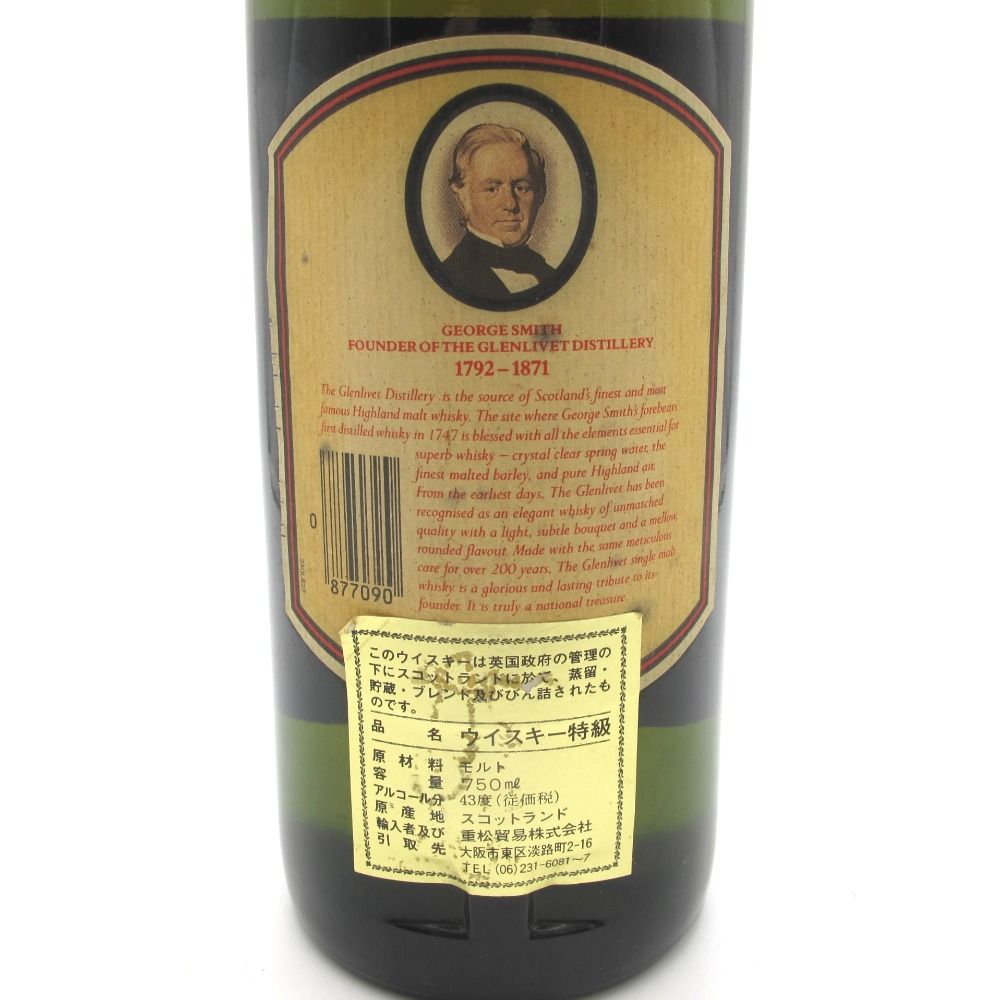 GEORGE SMITH
FOUNDER OF THE GLENLIVET DISTILLERY
1792–1871
The Glenlivet Distillery is the source of Scotland's finest and most
famous Highland malt whisky. The site where George Smith's forebears
first distilled whisky in 1747 is blessed with all the elements essential for
superb whisky – crystal clear spring water, the
finest malted barley, and pure Highland air.
From the earliest days, The Glenlivet has been
recognised as an elegant whisky of unmatched
quality with a light, subtle bouquet and a mellow,
rounded flavour. Made with the same meticulous
care for over 200 years, The Glenlivet single malt
whisky is a glorious and lasting tribute to its
founder. It is truly a national treasure.
0
877090
このウイスキーは英国政府の管理の
下にスコットランドに於て、蒸留・
貯蔵・ブレンド及びびん詰されたも
のです。
品名 ウイスキー特級
原材料 モルト
容量 750㎖
アルコール分 43度(従価税)
原産地 スコットランド
輸入者及び 重松貿易株式会社
引取先 大阪市東区淡路町2-16
TEL (06)231-6081~7